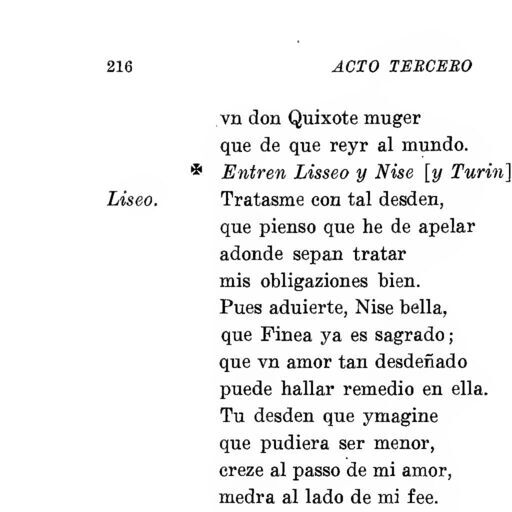 216 ACTO TERCERO
vn don Quixote muger
que de que reyr al mundo.
✠ Entren Lisseo y Nise [y Turin]
Liseo. Tratasme con tal desden,
que pienso que he de apelar
adonde sepan tratar
mis obligaziones bien.
Pues aduierte, Nise bella,
que Finea ya es sagrado;
que vn amor tan desdeñado
puede hallar remedio en ella.
Tu desden que ymagine
que pudiera ser menor,
creze al passo de mi amor,
medra al lado de mi fee.